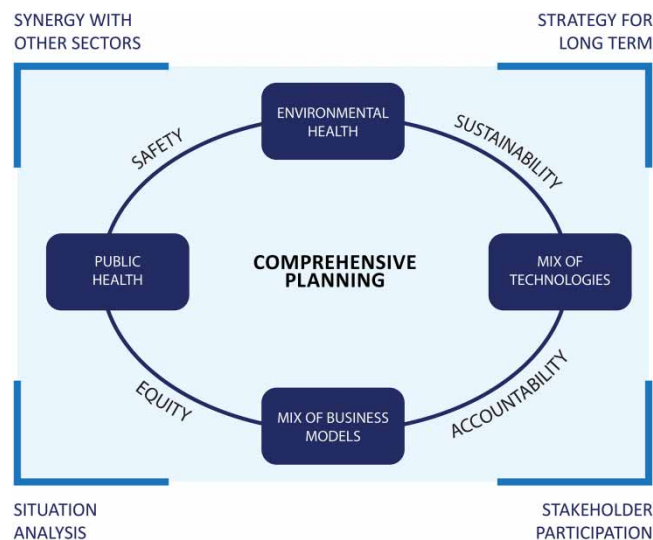 SYNERGY WITH
OTHER SECTORS
STRATEGY FOR
LONG TERM
ENVIRONMENTAL
HEALTH
SAFETY
SUSTAINABILITY
PUBLIC
HEALTH
COMPREHENSIVE
PLANNING
MIX OF
TECHNOLOGIES
EQUITY
MIX OF BUSINESS
MODELS
ACCOUNTABILITY
SITUATION
ANALYSIS
STAKEHOLDER
PARTICIPATION